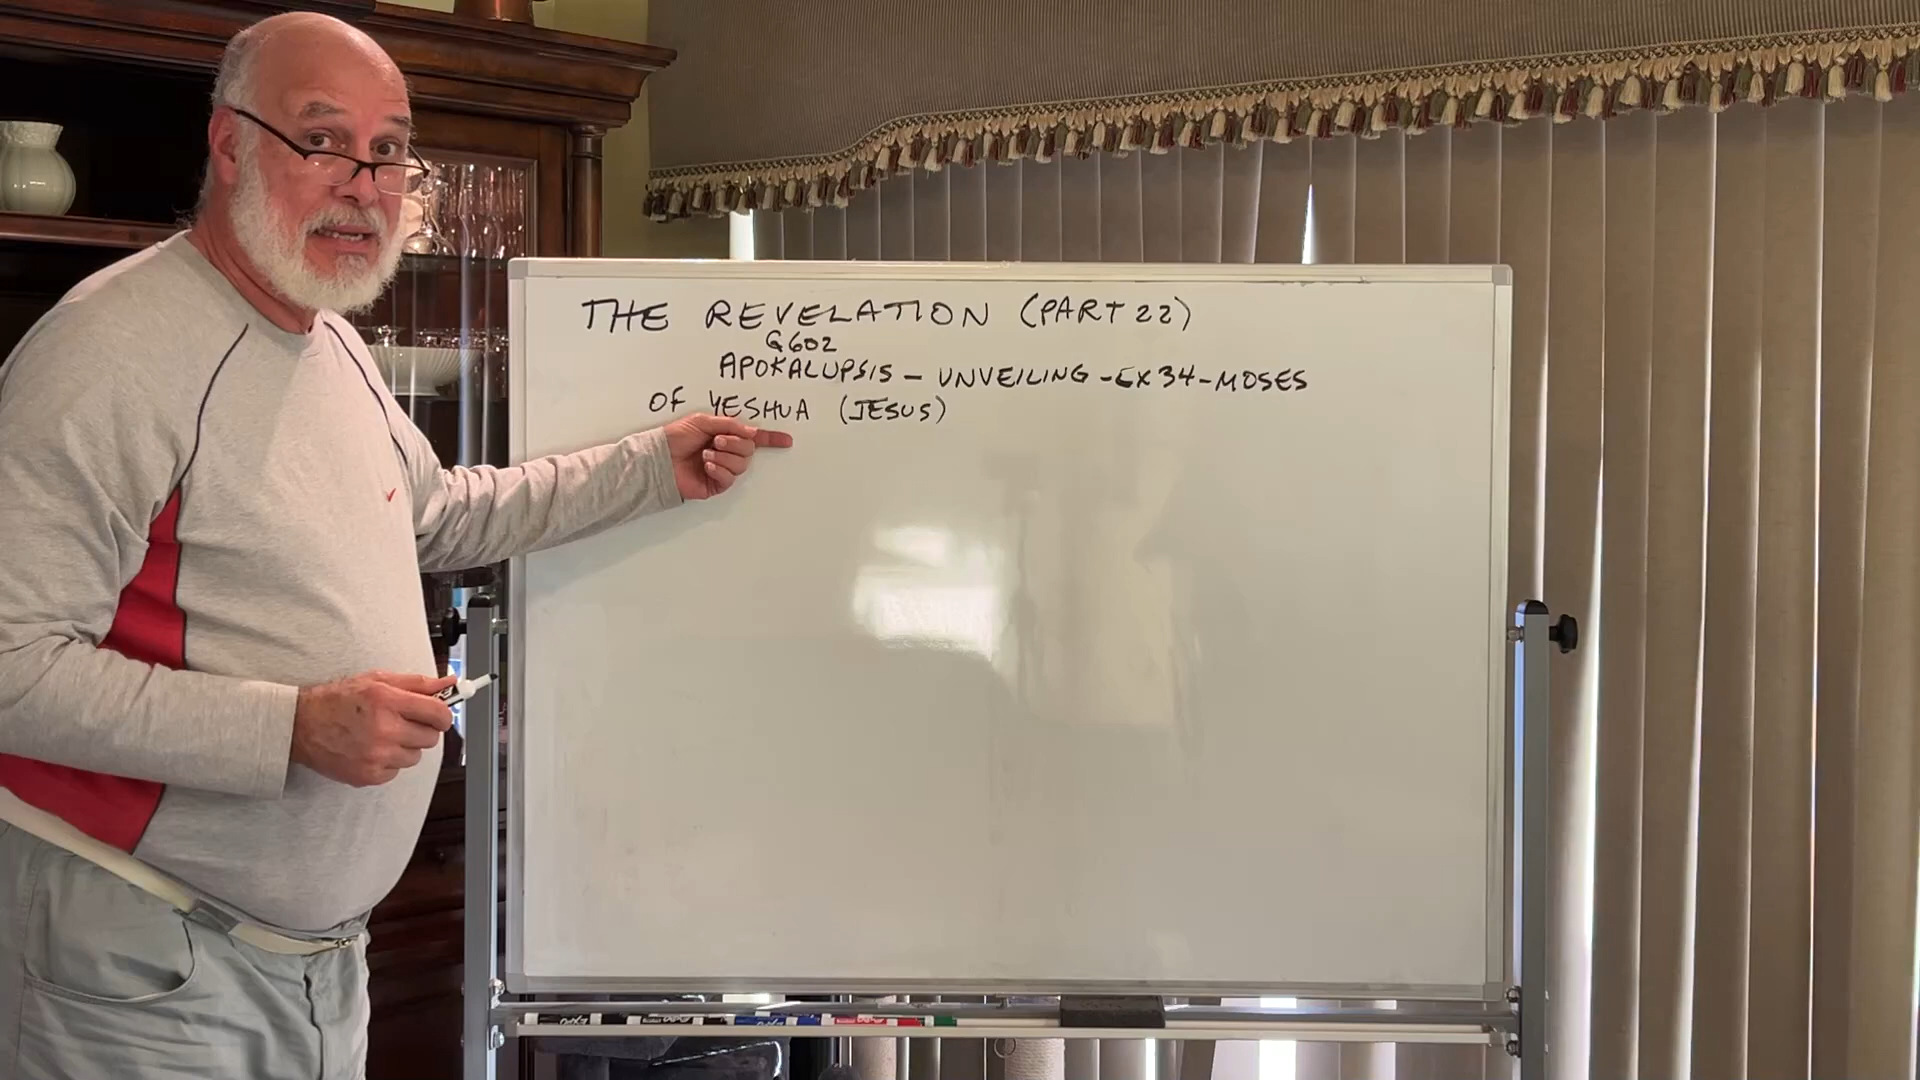 THE REVELATION (PART 22)
G602
APOKALUPSIS - UNVEILING - EX 34 - MOSES
OF YESHUA (JESUS)